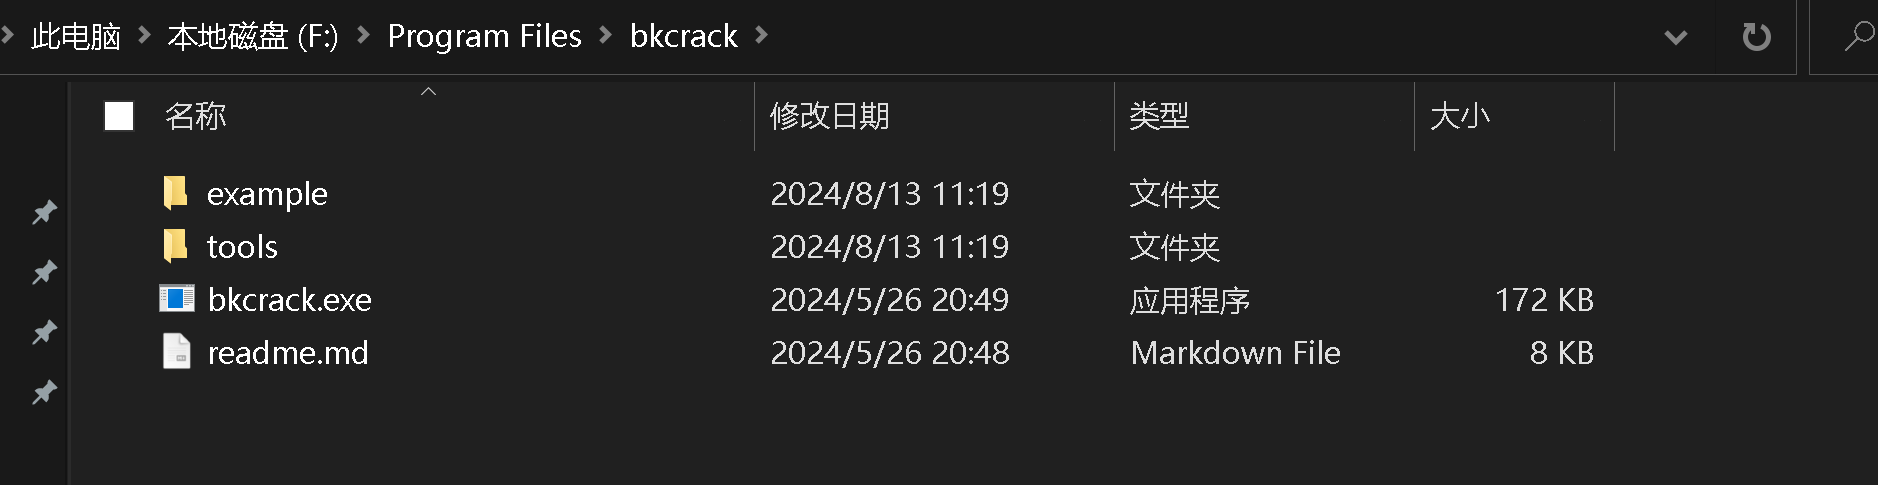 此电脑 本地磁盘 (F:) Program Files bkcrack
名称 修改日期 类型 大小
example 2024/8/13 11:19 文件夹
tools 2024/8/13 11:19 文件夹
bkcrack.exe 2024/5/26 20:49 应用程序 172 KB
readme.md 2024/5/26 20:48 Markdown File 8 KB